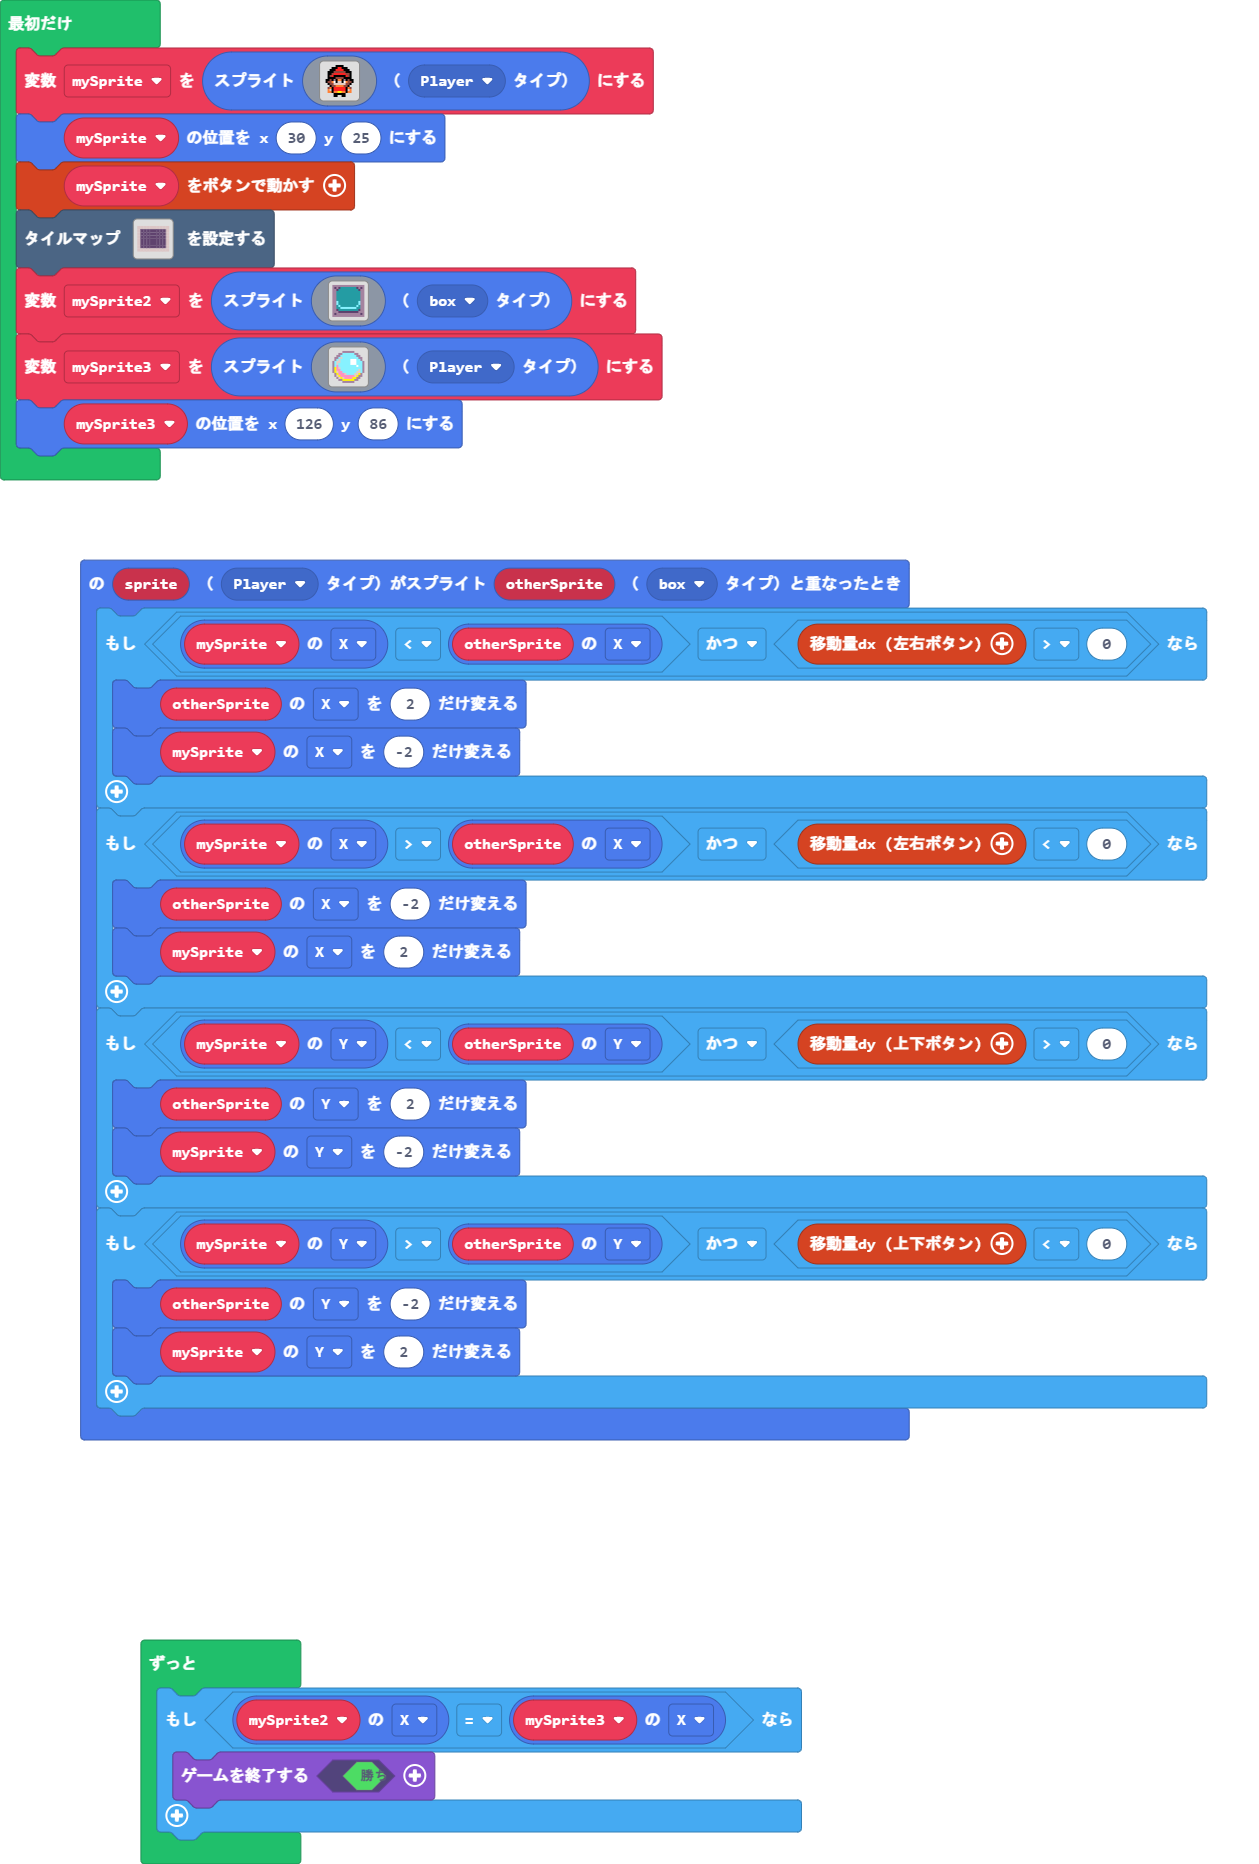 最初だけ
変数 mySprite を スプライト ( Player タイプ) にする
mySprite の位置を x 30 y 25 にする
mySprite をボタンで動かす
タイルマップ を設定する
変数 mySprite2 を スプライト ( box タイプ) にする
変数 mySprite3 を スプライト ( Player タイプ) にする
mySprite3 の位置を x 126 y 86 にする
の sprite ( Player タイプ) がスプライト otherSprite ( box タイプ) と重なったとき
もし mySprite の X < otherSprite の X かつ 移動量dx (左右ボタン) > 0 なら
otherSprite の X を 2 だけ変える
mySprite の X を -2 だけ変える
もし mySprite の X > otherSprite の X かつ 移動量dx (左右ボタン) < 0 なら
otherSprite の X を -2 だけ変える
mySprite の X を 2 だけ変える
もし mySprite の Y < otherSprite の Y かつ 移動量dy (上下ボタン) > 0 なら
otherSprite の Y を 2 だけ変える
mySprite の Y を -2 だけ変える
もし mySprite の Y > otherSprite の Y かつ 移動量dy (上下ボタン) < 0 なら
otherSprite の Y を -2 だけ変える
mySprite の Y を 2 だけ変える
ずっと
もし mySprite2 の X = mySprite3 の X なら
ゲームを終了する 勝ち